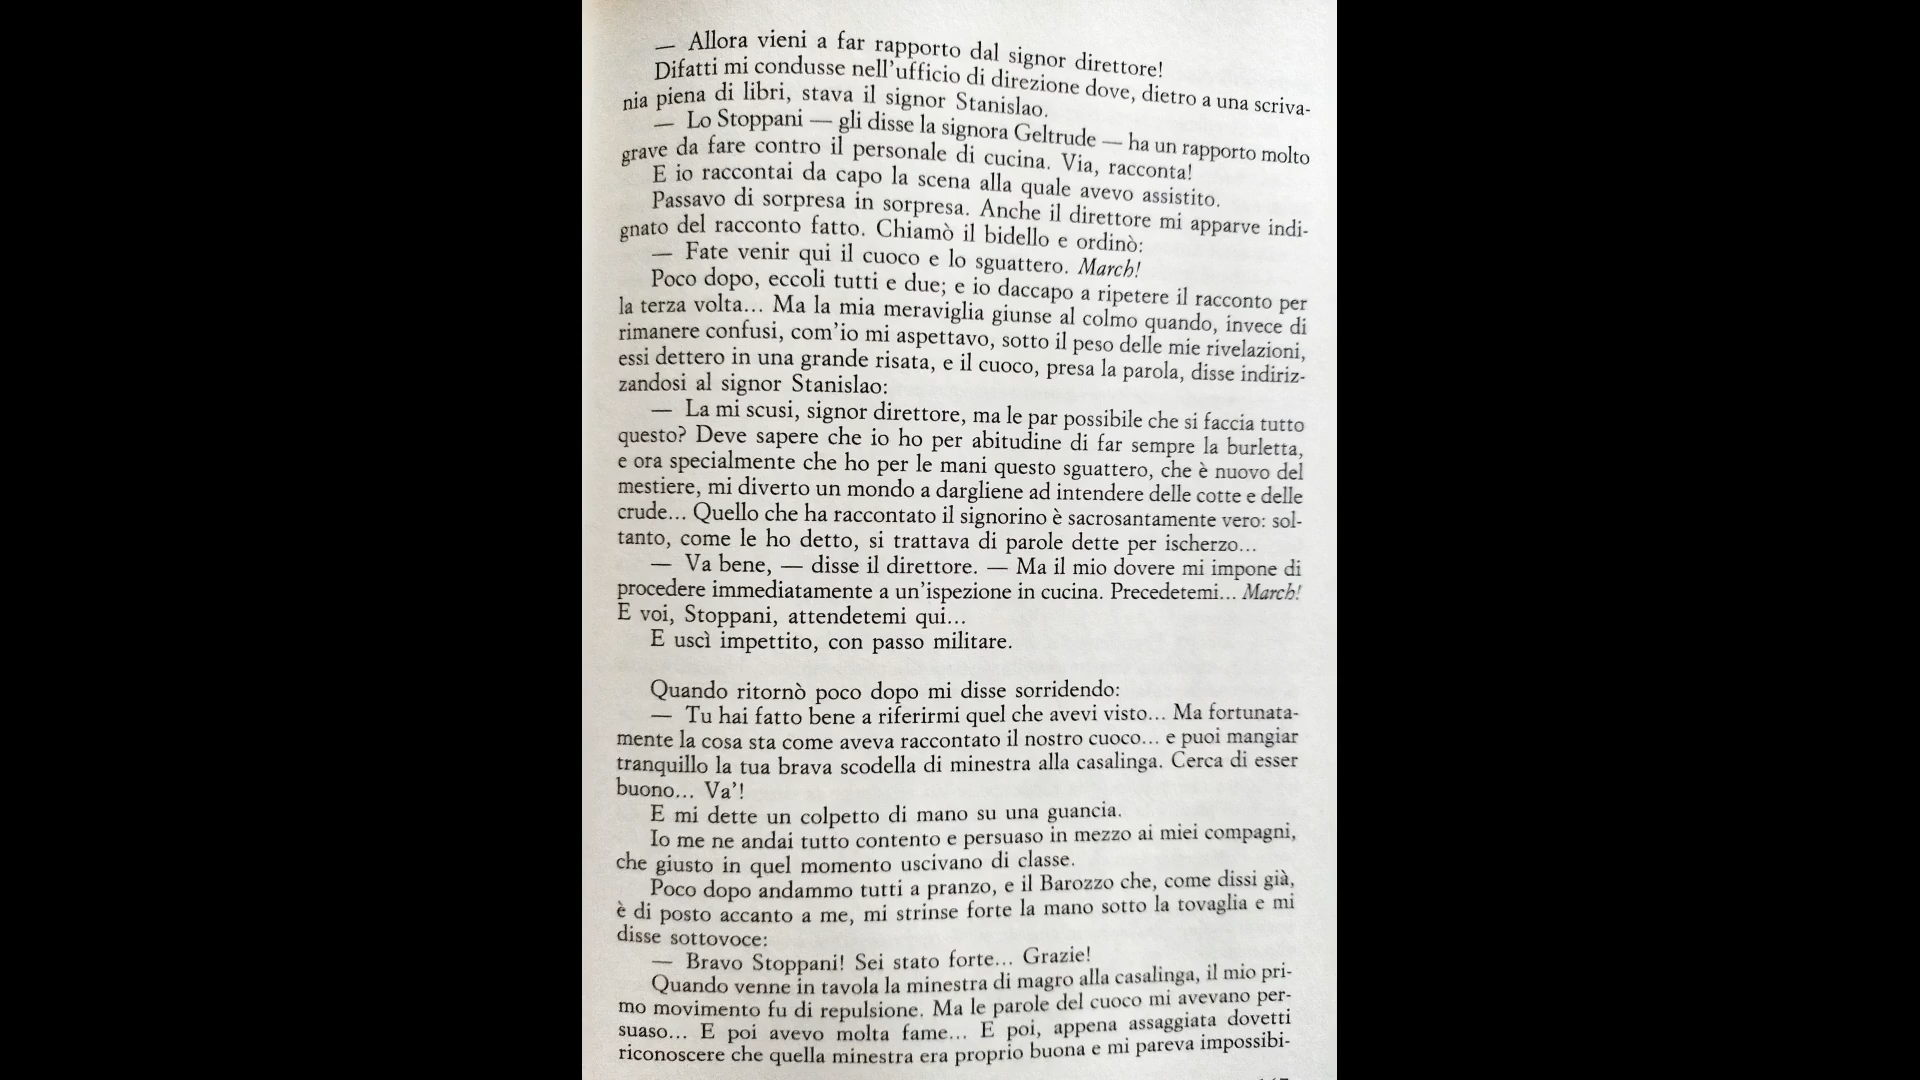 — Allora vieni a far rapporto dal signor direttore!
Difatti mi condusse nell'ufficio di direzione dove, dietro a una scriva-
nia piena di libri, stava il signor Stanislao.
— Lo Stoppani — gli disse la signora Geltrude — ha un rapporto molto
grave da fare contro il personale di cucina. Via, racconta!
E io raccontai da capo la scena alla quale avevo assistito.
Passavo di sorpresa in sorpresa. Anche il direttore mi apparve indi-
gnato del racconto fatto. Chiamò il bidello e ordinò:
— Fate venir qui il cuoco e lo sguattero. March!
Poco dopo, eccoli tutti e due; e io daccapo a ripetere il racconto per
la terza volta... Ma la mia meraviglia giunse al colmo quando, invece di
rimanere confusi, com'io mi aspettavo, sotto il peso delle mie rivelazioni,
essi dettero in una grande risata, e il cuoco, presa la parola, disse indiriz-
zandosi al signor Stanislao:
— La mi scusi, signor direttore, ma le par possibile che si faccia tutto
questo? Deve sapere che io ho per abitudine di far sempre la burletta,
e ora specialmente che ho per le mani questo sguattero, che è nuovo del
mestiere, mi diverto un mondo a dargliene ad intendere delle cotte e delle
crude... Quello che ha raccontato il signorino è sacrosantamente vero: sol-
tanto, come le ho detto, si trattava di parole dette per ischerzo...
— Va bene, — disse il direttore. — Ma il mio dovere mi impone di
procedere immediatamente a un'ispezione in cucina. Precedetemi... March!
E voi, Stoppani, attendetemi qui...
E uscì impettito, con passo militare.
Quando ritornò poco dopo mi disse sorridendo:
— Tu hai fatto bene a riferirmi quel che avevi visto... Ma fortunata-
mente la cosa sta come aveva raccontato il nostro cuoco... e puoi mangiar
tranquillo la tua brava scodella di minestra alla casalinga. Cerca di esser
buono... Va'!
E mi dette un colpetto di mano su una guancia.
Io me ne andai tutto contento e persuaso in mezzo ai miei compagni,
che giusto in quel momento uscivano di classe.
Poco dopo andammo tutti a pranzo, e il Barozzo che, come dissi già,
è di posto accanto a me, mi strinse forte la mano sotto la tovaglia e mi
disse sottovoce:
— Bravo Stoppani! Sei stato forte... Grazie!
Quando venne in tavola la minestra di magro alla casalinga, il mio pri-
mo movimento fu di repulsione. Ma le parole del cuoco mi avevano per-
suaso... E poi avevo molta fame... E poi, appena assaggiata dovetti
riconoscere che quella minestra era proprio buona e mi pareva impossibi-